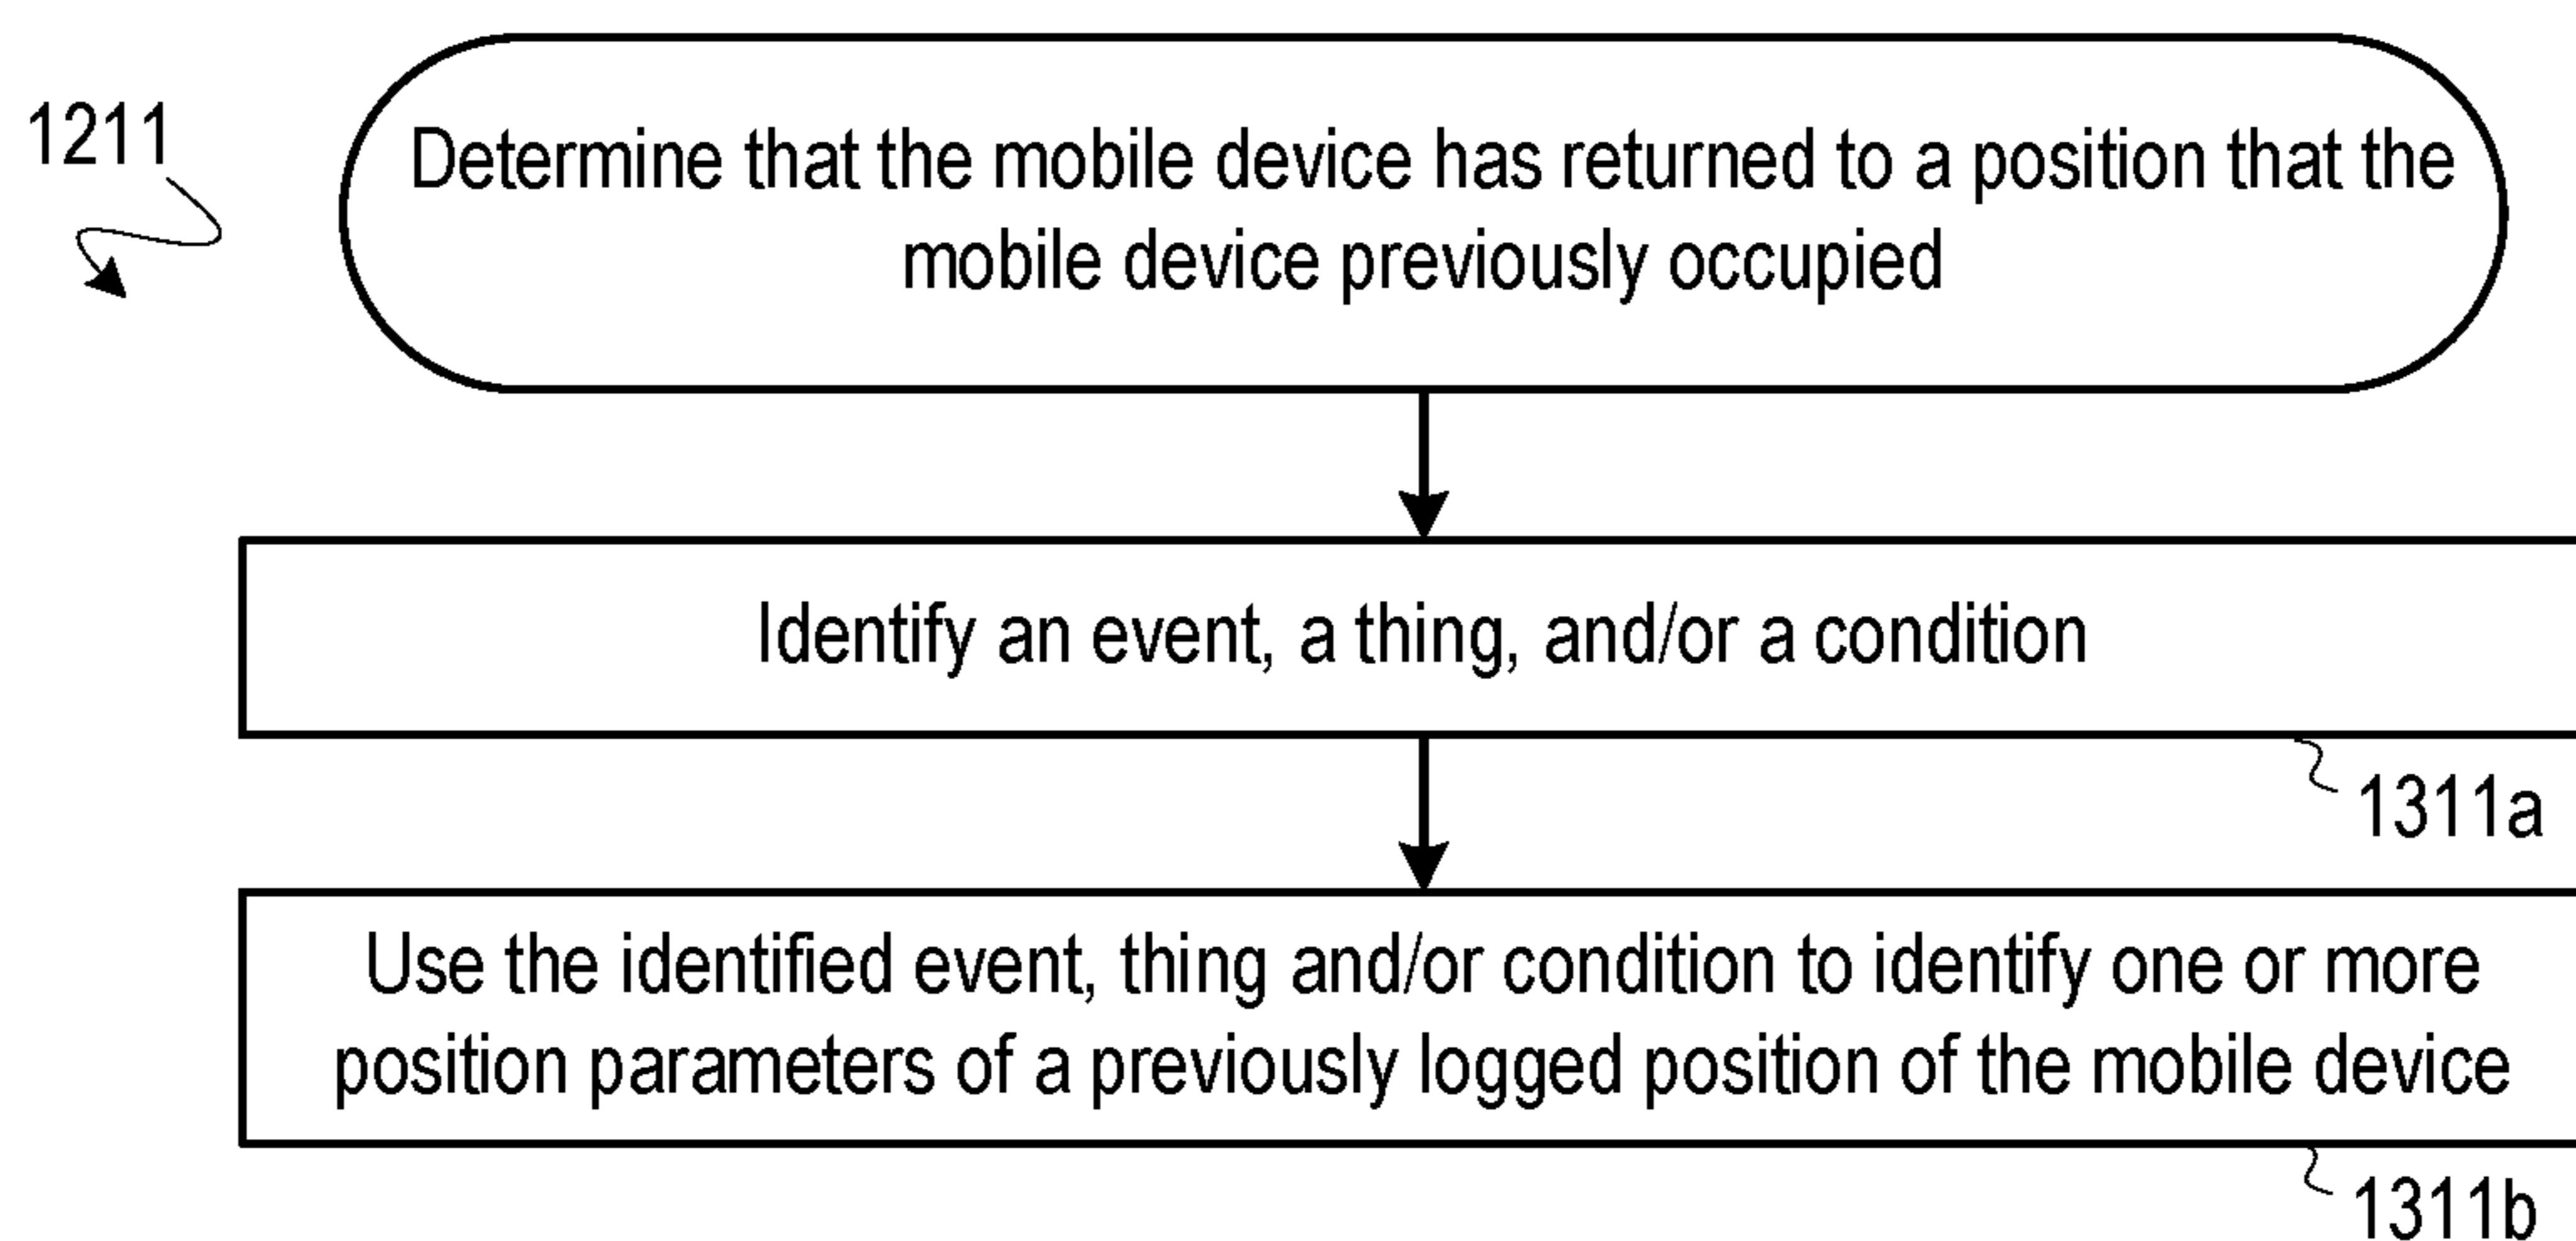 1211
Determine that the mobile device has returned to a position that the
mobile device previously occupied
Identify an event, a thing, and/or a condition
1311a
Use the identified event, thing and/or condition to identify one or more
position parameters of a previously logged position of the mobile device
1311b